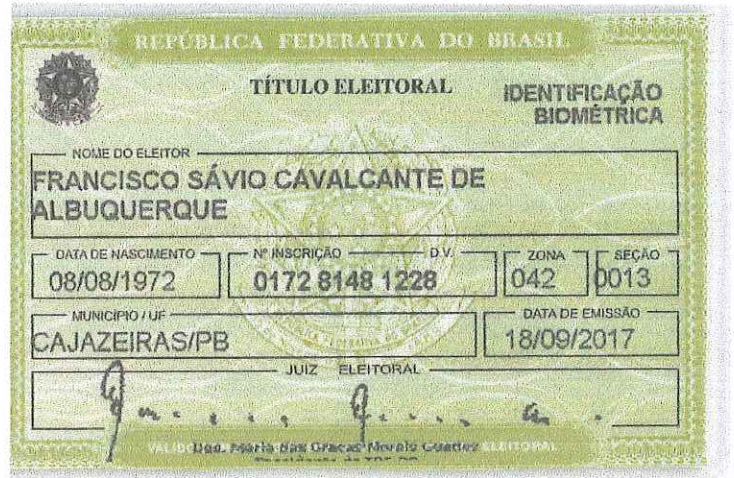 REPÚBLICA FEDERATIVA DO BRASIL
TÍTULO ELEITORAL
IDENTIFICAÇÃO
BIOMÉTRICA
NOME DO ELEITOR
FRANCISCO SÁVIO CAVALCANTE DE
ALBUQUERQUE
DATA DE NASCIMENTO Nº INSCRIÇÃO D.V. ZONA SEÇÃO
08/08/1972 0172 8148 1228 042 0013
MUNICÍPIO / UF DATA DE EMISSÃO
CAJAZEIRAS/PB 18/09/2017
JUIZ ELEITORAL
Des. Maria das Graças Morais Guedes
ELEITORAL